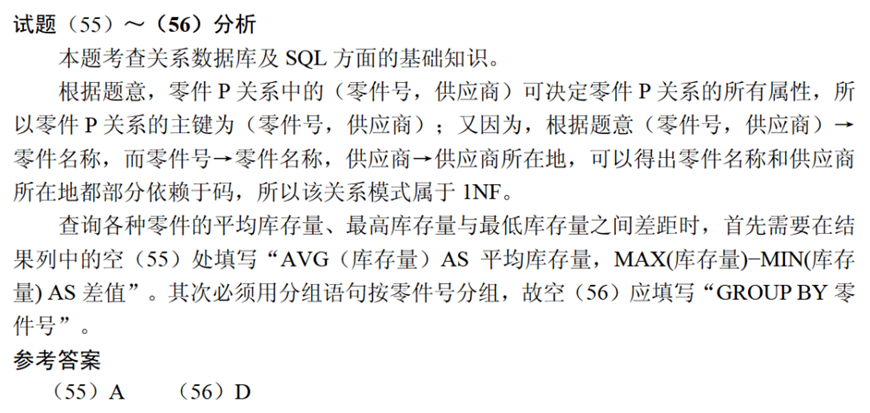 试题（55）～（56）分析
本题考查关系数据库及 SQL 方面的基础知识。
根据题意，零件 P 关系中的（零件号，供应商）可决定零件 P 关系的所有属性，所
以零件 P 关系的主键为（零件号，供应商）；又因为，根据题意（零件号，供应商）→
零件名称，而零件号→零件名称，供应商→供应商所在地，可以得出零件名称和供应商
所在地都部分依赖于码，所以该关系模式属于 1NF。
查询各种零件的平均库存量、最高库存量与最低库存量之间差距时，首先需要在结
果列中的空（55）处填写“AVG（库存量）AS 平均库存量，MAX(库存量)−MIN(库存
量) AS 差值”。其次必须用分组语句按零件号分组，故空（56）应填写“GROUP BY 零
件号”。
参考答案
（55）A （56）D